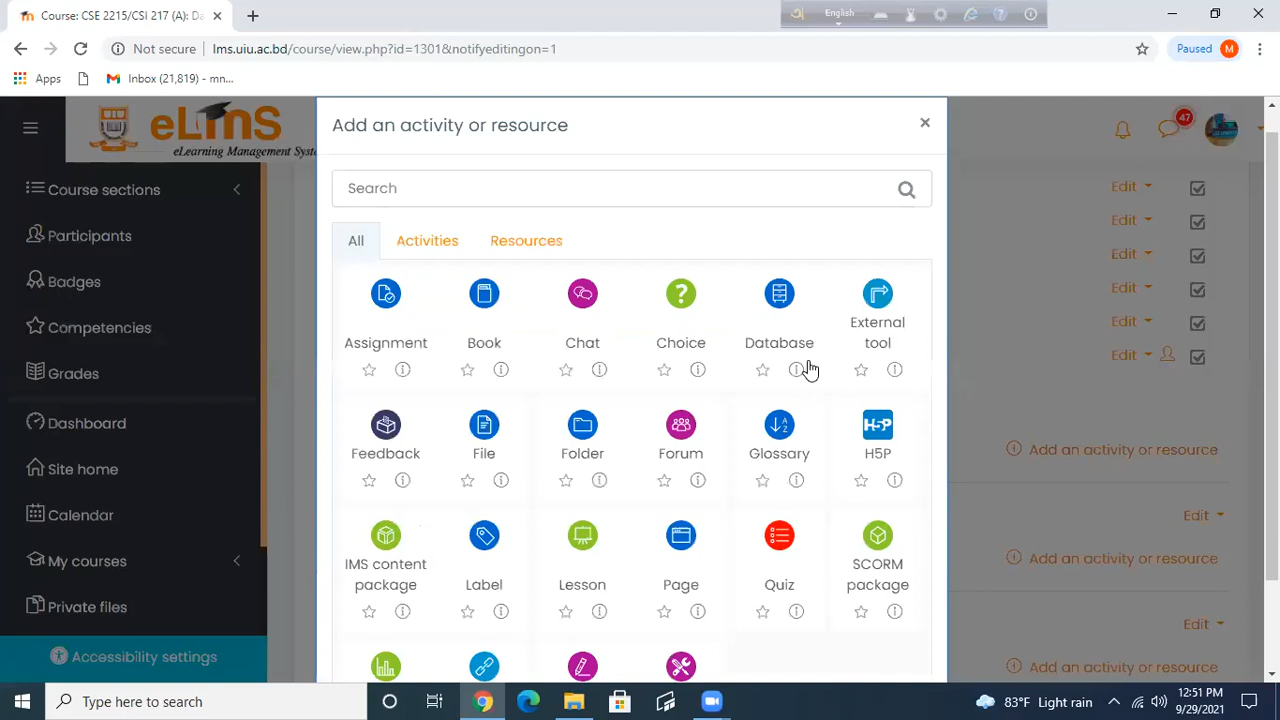 Course: CSE 2215/CSI 217 (A): Da
English
Not secure
lms.uiu.ac.bd/course/view.php?id=1301&notifyeditingon=1
Paused
M
Apps
Inbox (21,819) - mn...
eLmS
eLearning Management Syst
Add an activity or resource
47
Search
Course sections
Participants
Badges
Competencies
Grades
Dashboard
Site home
Calendar
My courses
Private files
Accessibility settings
All
Activities
Resources
Assignment
Book
Chat
Choice
Database
External tool
Feedback
File
Folder
Forum
Glossary
H5P
H5P
IMS content package
Label
Lesson
Page
Quiz
SCORM package
Edit
Edit
Edit
Edit
Edit
Edit
Add an activity or resource
Edit
Add an activity or resource
Edit
Add an activity or resource
Type here to search
83°F Light rain
12:51 PM
9/29/2021